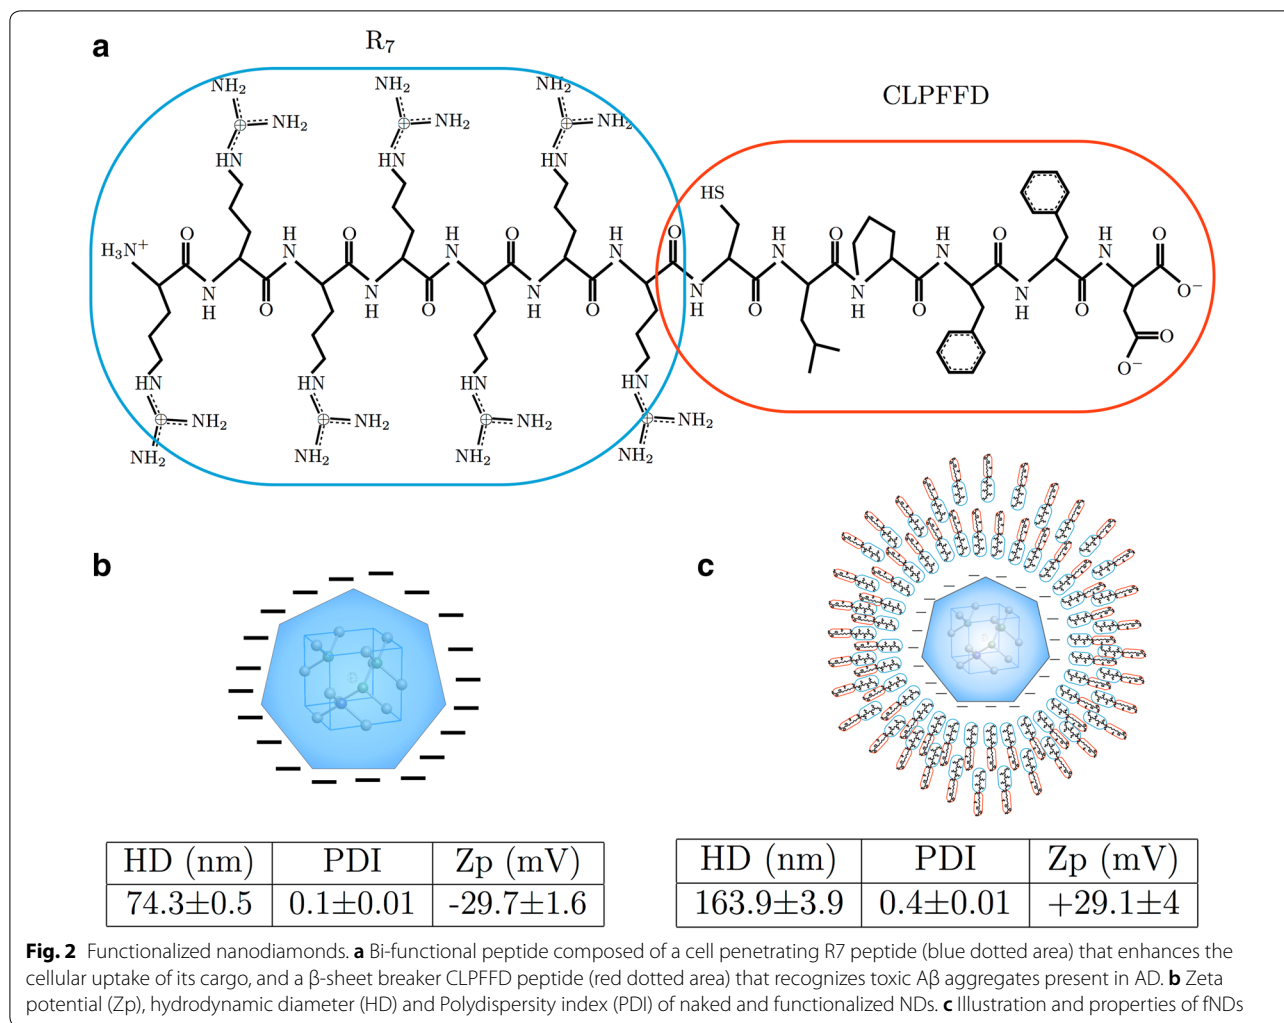 a
R7
CLPFFD
NH2 NH2 NH2
NH2 NH2 NH2
HN HN HN
HS
H3N+ O H O H O H O H O H O
N N N N N N
N O N O N O N O N O N O
H H H H H H
O−
O
O−
HN HN HN HN
NH2 NH2 NH2 NH2
NH2 NH2 NH2 NH2
b
c
HD (nm) PDI Zp (mV)
74.3±0.5 0.1±0.01 -29.7±1.6
HD (nm) PDI Zp (mV)
163.9±3.9 0.4±0.01 +29.1±4
Fig. 2 Functionalized nanodiamonds. a Bi-functional peptide composed of a cell penetrating R7 peptide (blue dotted area) that enhances the
cellular uptake of its cargo, and a β-sheet breaker CLPFFD peptide (red dotted area) that recognizes toxic Aβ aggregates present in AD. b Zeta
potential (Zp), hydrodynamic diameter (HD) and Polydispersity index (PDI) of naked and functionalized NDs. c Illustration and properties of fNDs